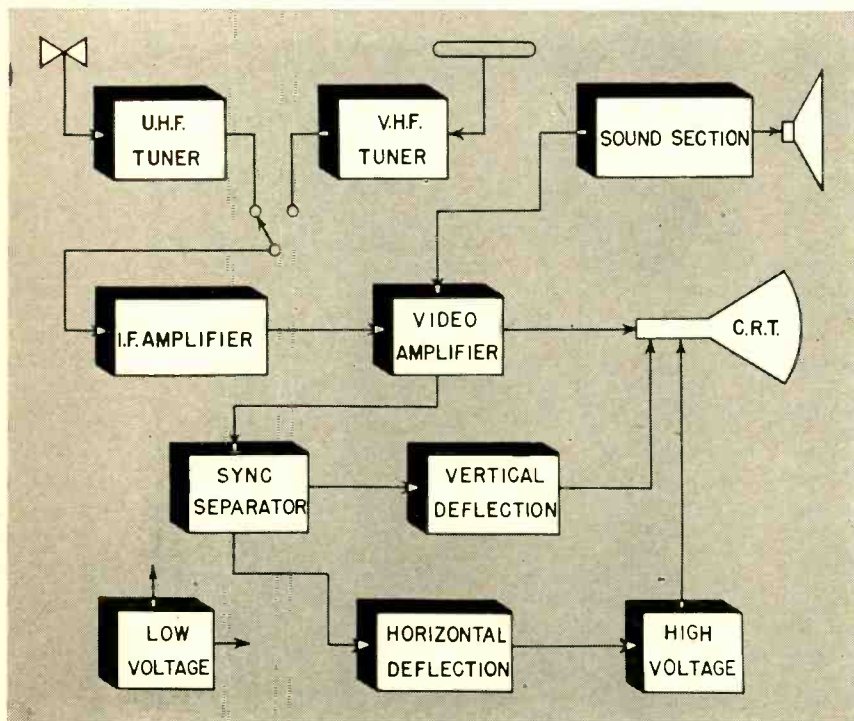 U.H.F.
TUNER
V.H.F.
TUNER
SOUND SECTION
I.F. AMPLIFIER
VIDEO
AMPLIFIER
C.R.T.
SYNC
SEPARATOR
VERTICAL
DEFLECTION
LOW
VOLTAGE
HORIZONTAL
DEFLECTION
HIGH
VOLTAGE